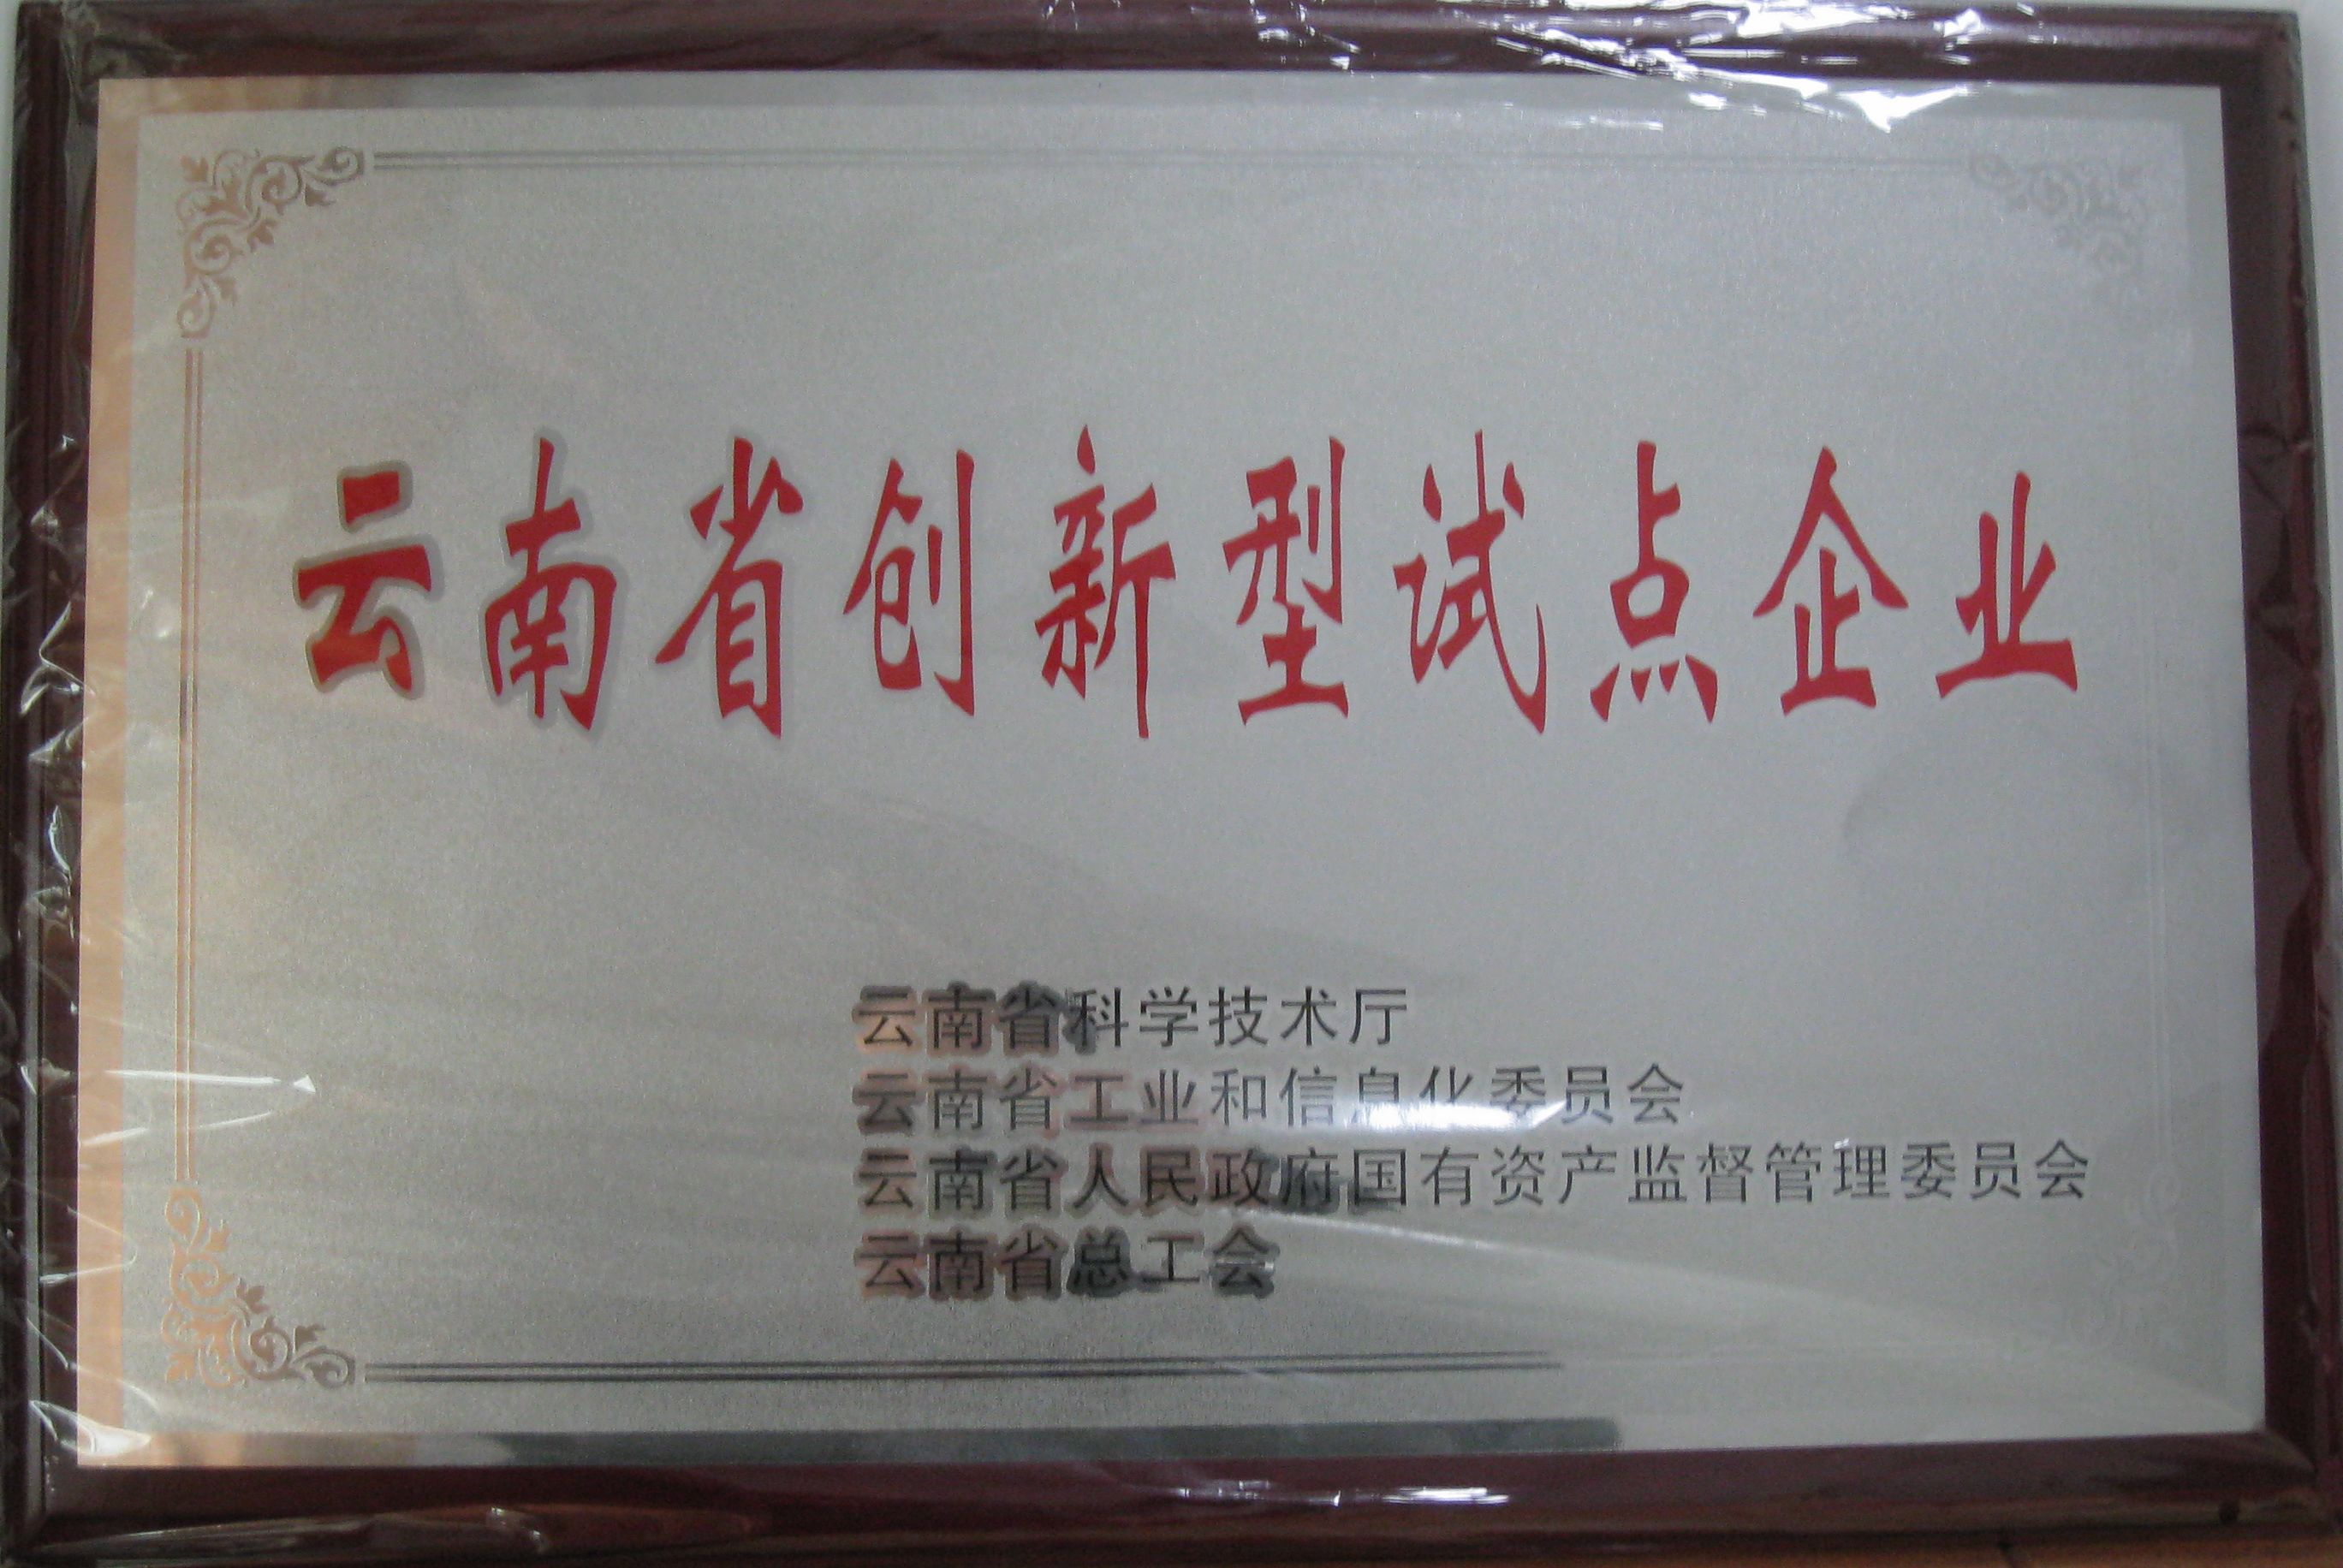 云南省创新型试点企业
云南省科学技术厅
云南省工业和信息化委员会
云南省人民政府国有资产监督管理委员会
云南省总工会